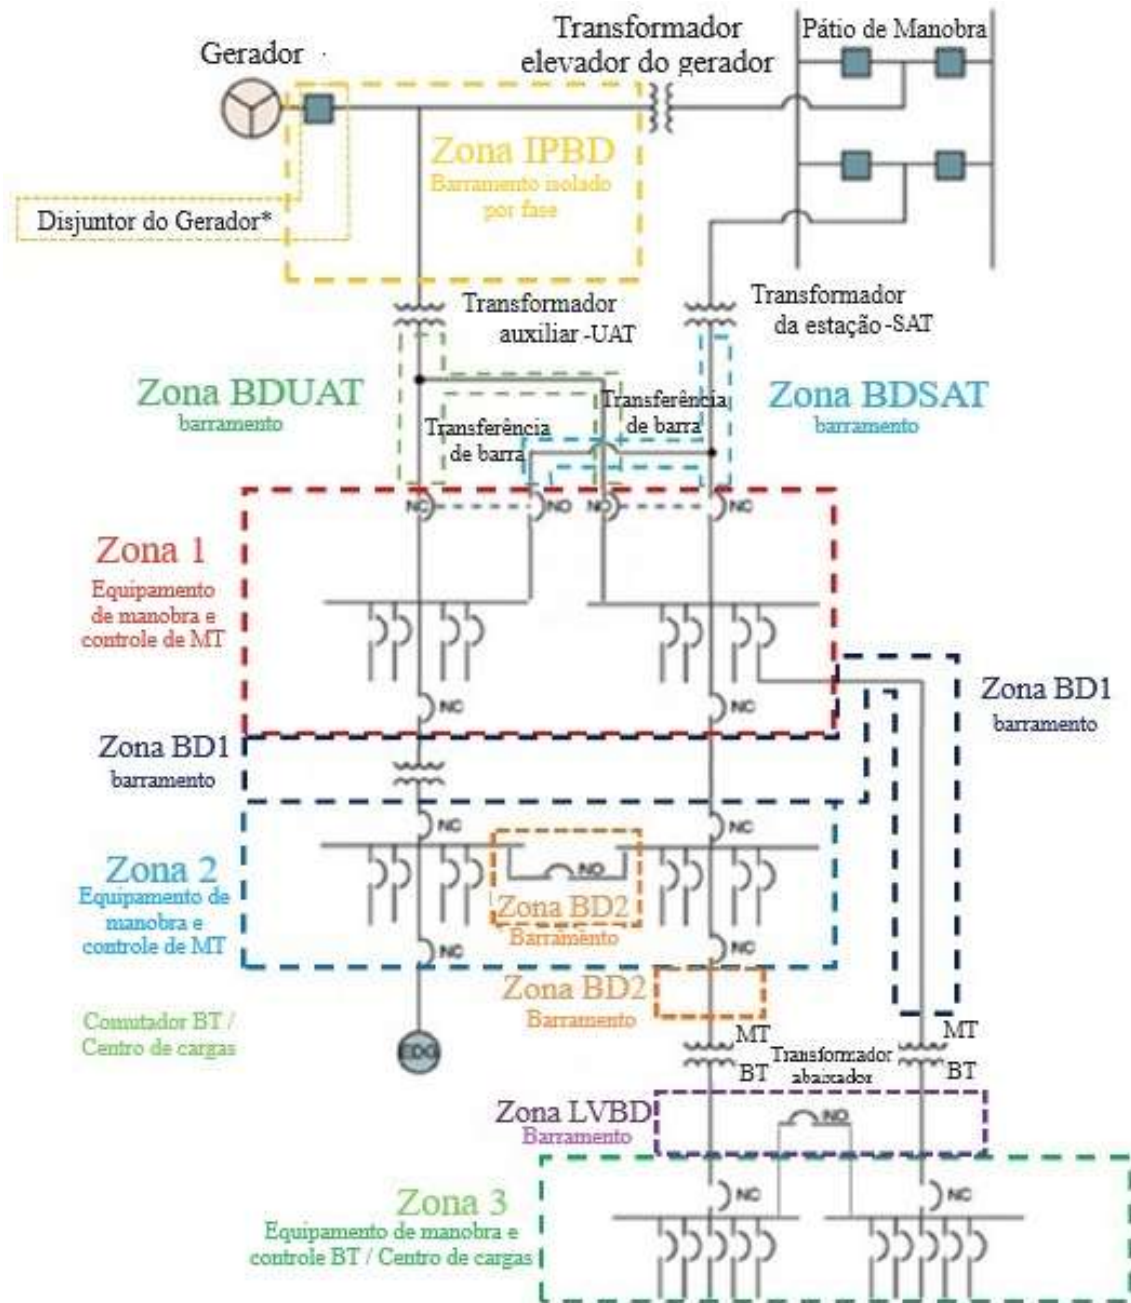 Gerador
Transformador
elevador do gerador
Pátio de Manobra
Zona IPBD
Barramento isolado
por fase
Disjuntor do Gerador*
Transformador
auxiliar -UAT
Transformador
da estação -SAT
Zona BDUAT
barramento
Transferência
de barra
Transferência
de barra
Zona BDSAT
barramento
NC
NO
NO
NC
Zona 1
Equipamento
de manobra e
controle de MT
NC
NC
Zona BD1
barramento
Zona BD1
barramento
NC
NC
Zona 2
Equipamento de
manobra e
controle de MT
NO
Zona BD2
Barramento
NC
NC
Zona BD2
Barramento
Comutador BT /
Centro de cargas
EDG
MT
BT
Transformador
abaixador
MT
BT
Zona LVBD
Barramento
NO
Zona 3
Equipamento de manobra e
controle BT / Centro de cargas
NC
NC